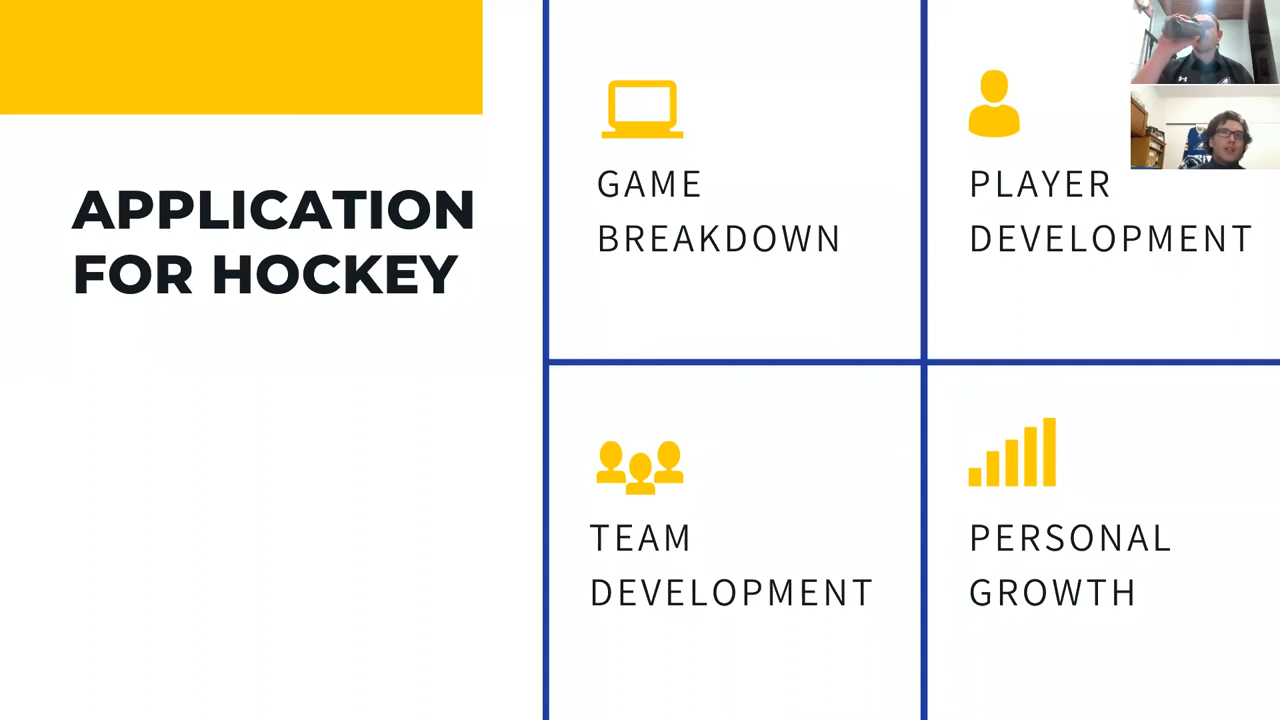 APPLICATION
FOR HOCKEY
GAME
BREAKDOWN
PLAYER
DEVELOPMENT
TEAM
DEVELOPMENT
PERSONAL
GROWTH